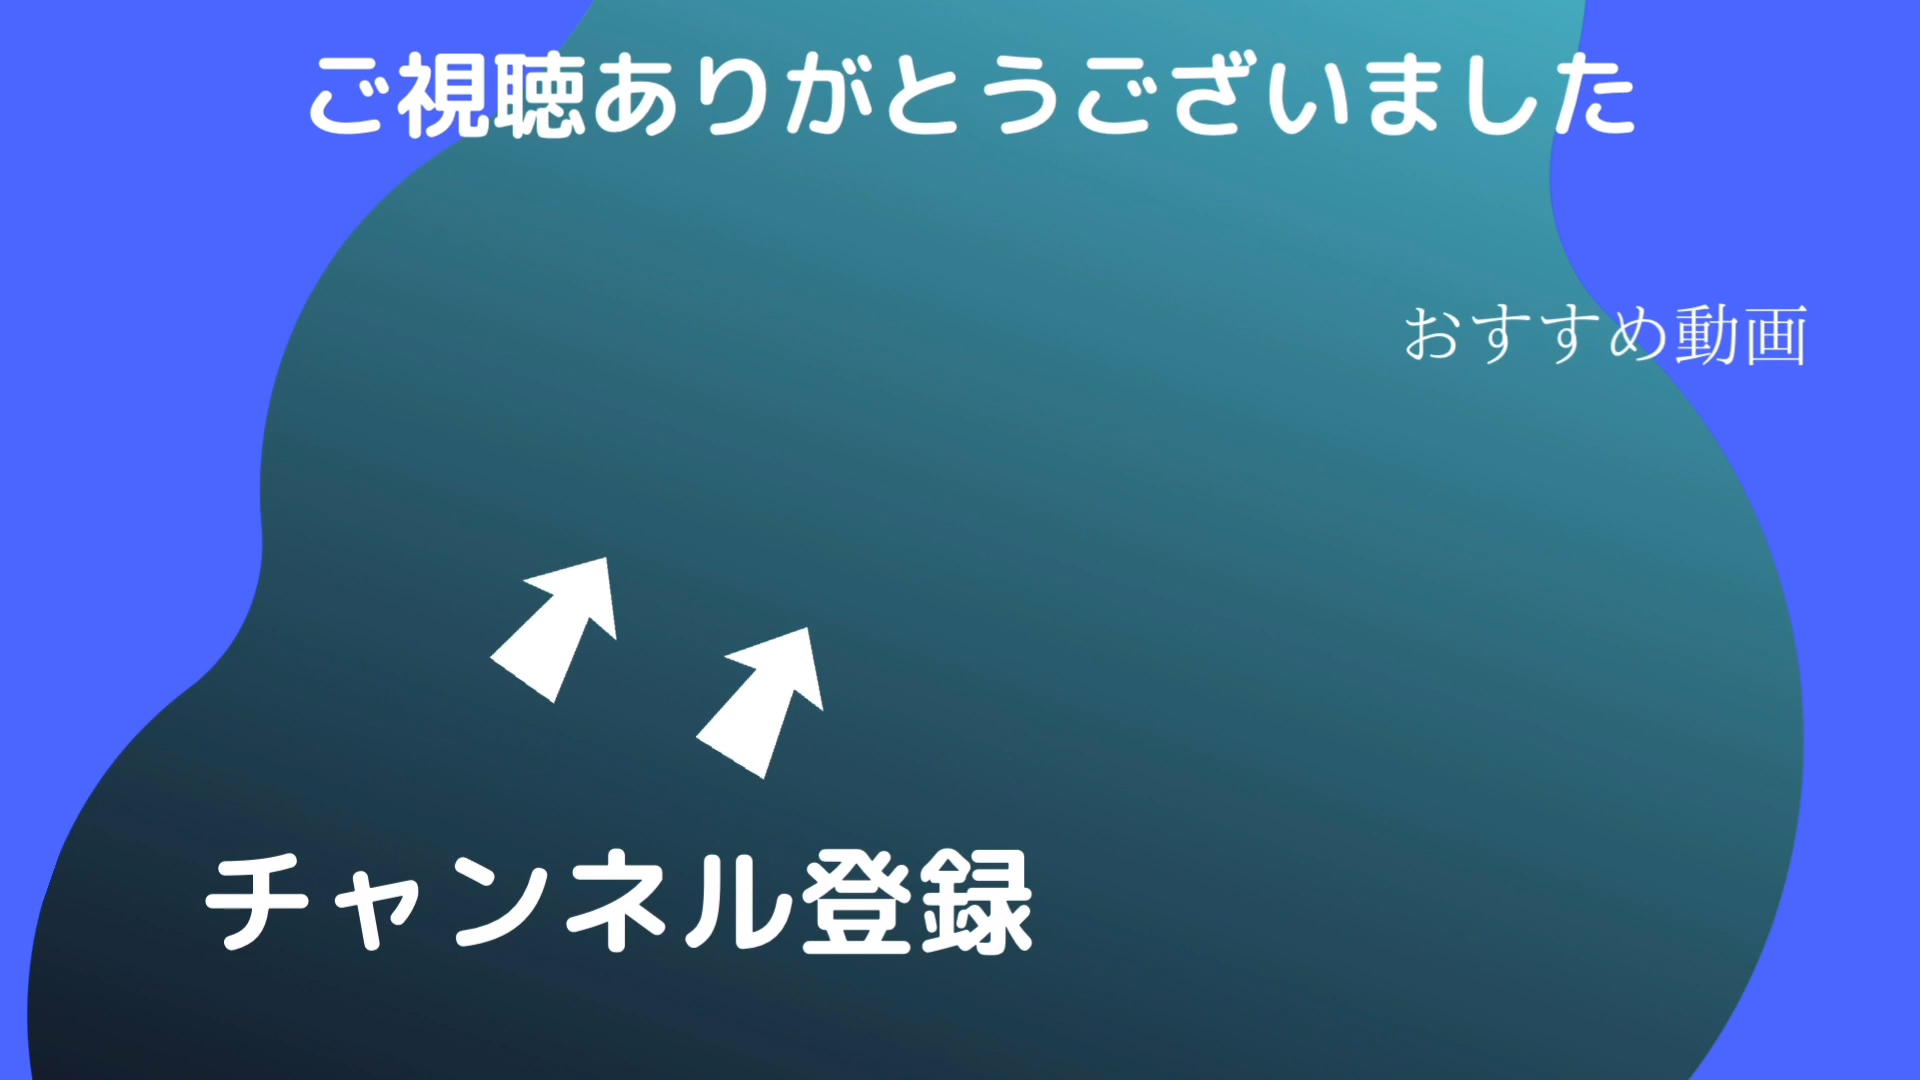 ご視聴ありがとうございました
おすすめ動画
チャンネル登録